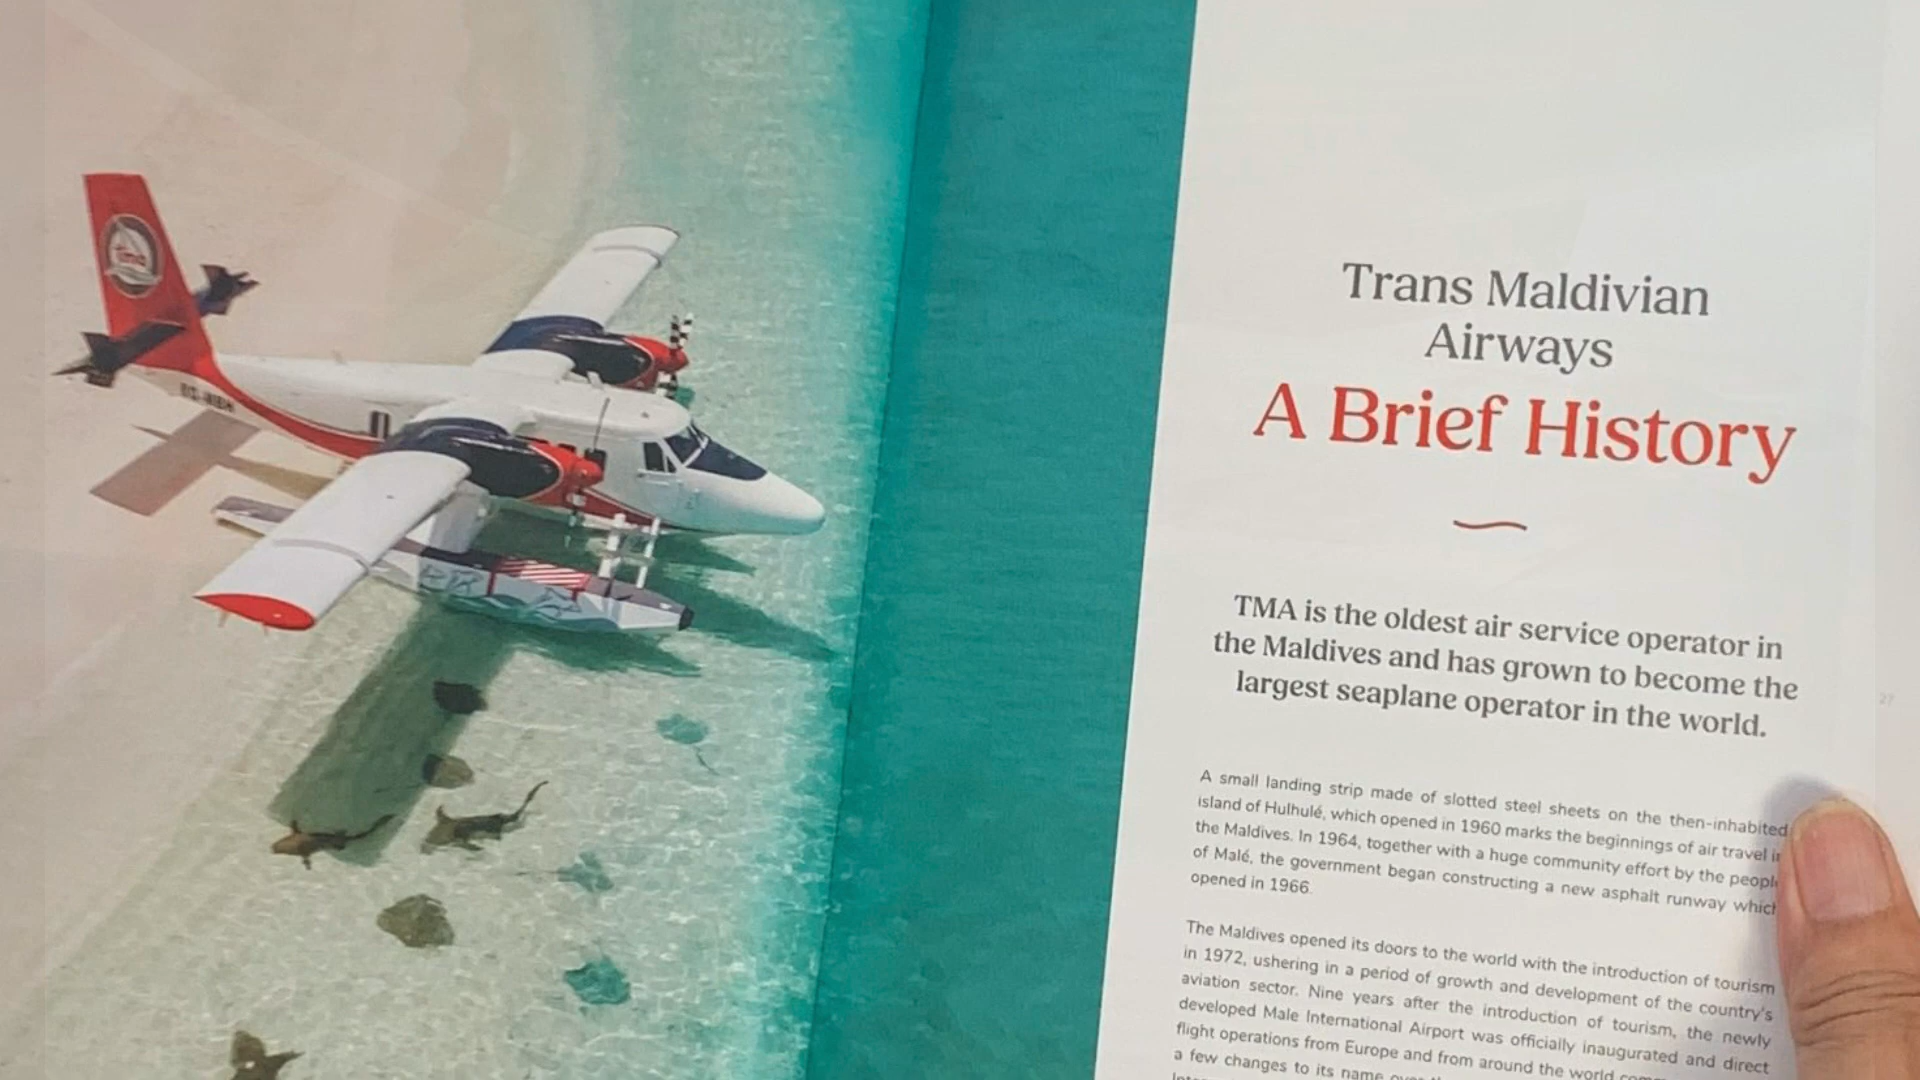 tma
Trans Maldivian
Airways
A Brief History
TMA is the oldest air service operator in
the Maldives and has grown to become the
largest seaplane operator in the world.
A small landing strip made of slotted steel sheets on the then-inhabited
island of Hulhulé, which opened in 1960 marks the beginnings of air travel
the Maldives. In 1964, together with a huge community effort by the
of Malé, the government began constructing a new asphalt runway which
opened in 1966.
The Maldives opened its doors to the world with the introduction of tourism
in 1972, ushering in a period of growth and development of the country's
aviation sector. Nine years after the introduction of tourism, the newly
developed Male International Airport was officially inaugurated and direct
flight operations from Europe and from around the world
a few changes to its name
27